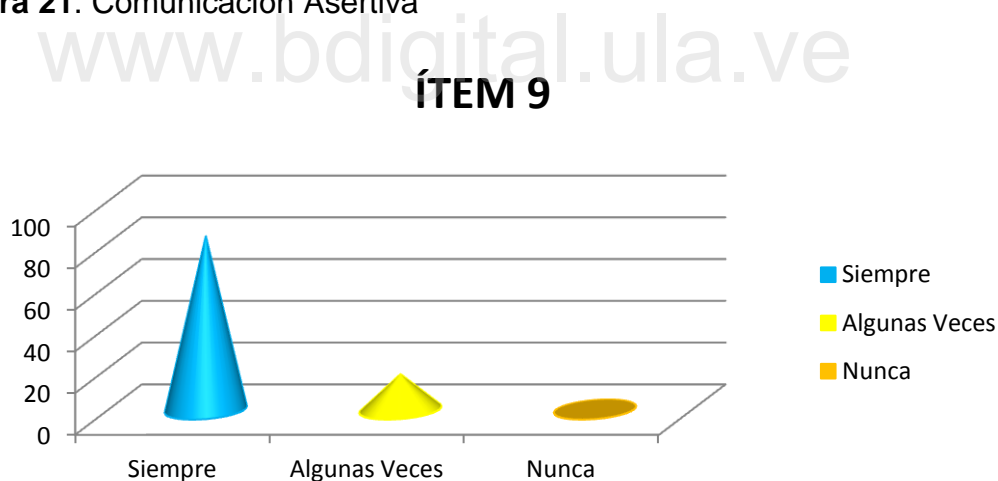 ra 21. Comunicación Asertiva
www.bdigital.ula.ve
ÍTEM 9
100
80
60
40
20
0
Siempre
Algunas Veces
Nunca
Siempre Algunas Veces Nunca